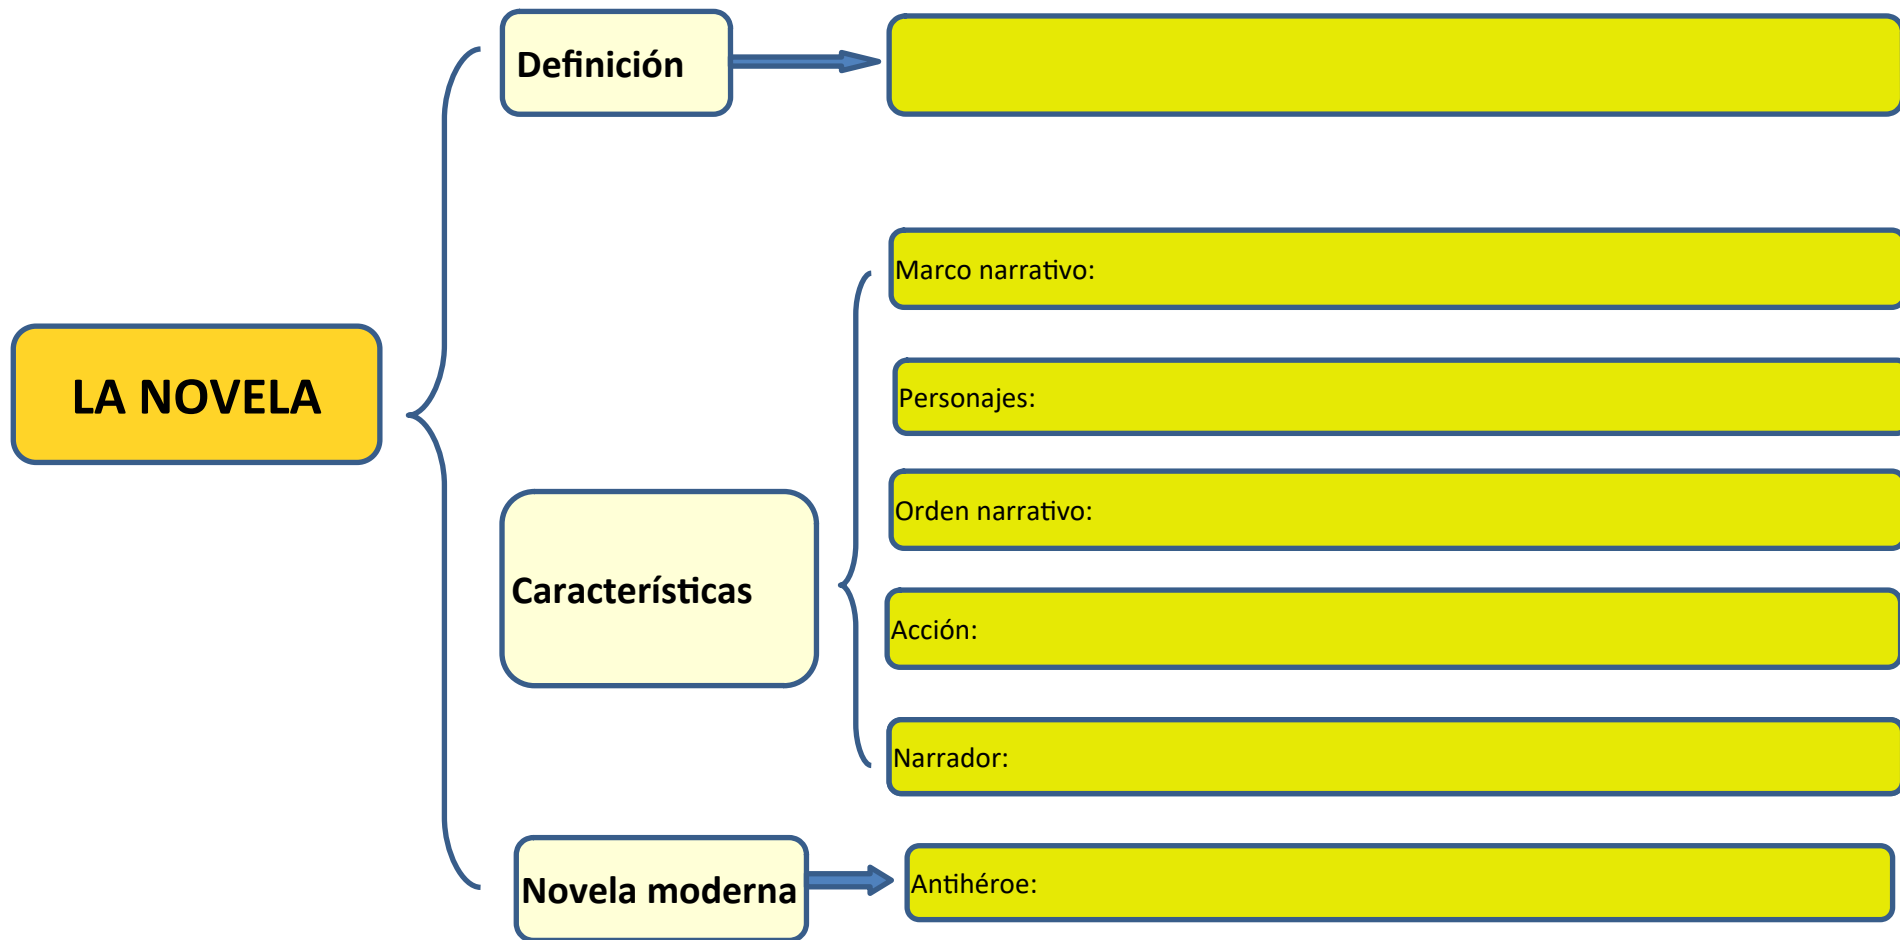 LA NOVELA
Definición
Características
Marco narrativo:
Personajes:
Orden narrativo:
Acción:
Narrador:
Novela moderna
Antihéroe: